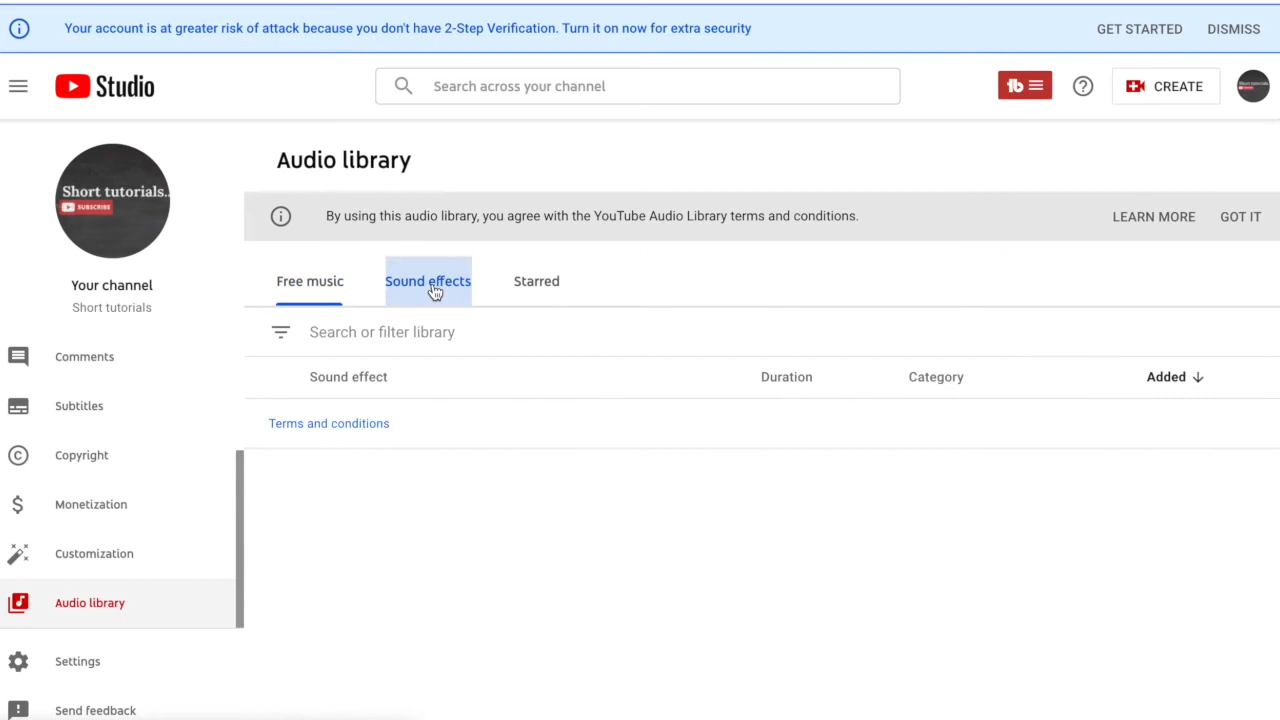 Your account is at greater risk of attack because you don't have 2-Step Verification. Turn it on now for extra security
GET STARTED
DISMISS
Studio
Search across your channel
CREATE
Short tutorials..
SUBSCRIBE
Your channel
Short tutorials
Comments
Subtitles
Copyright
Monetization
Customization
Audio library
Settings
Send feedback
Audio library
By using this audio library, you agree with the YouTube Audio Library terms and conditions.
LEARN MORE
GOT IT
Free music
Sound effects
Starred
Search or filter library
Sound effect
Duration
Category
Added
Terms and conditions